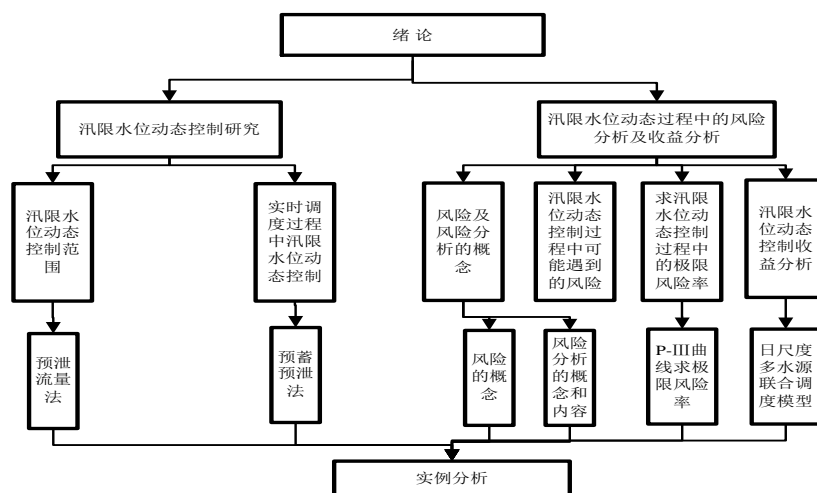 绪 论
汛限水位动态控制研究
汛限水位动态过程中的风险
分析及收益分析
汛限水
位动态
控制范
围
实时调
度过程
中汛限
水位动
态控制
风险及
风险分
析的概
念
汛限水
位动态
控制过
程中可
能遇到
的风险
求汛限
水位动
态控制
过程中
的极限
风险率
汛限水
位动态
控制收
益分析
预泄
流量
法
预蓄
预泄
法
风险
的概
念
风险
分析
的概
念和
内容
P-III曲
线求极
限风险
率
日尺度
多水源
联合调
度模型
实例分析